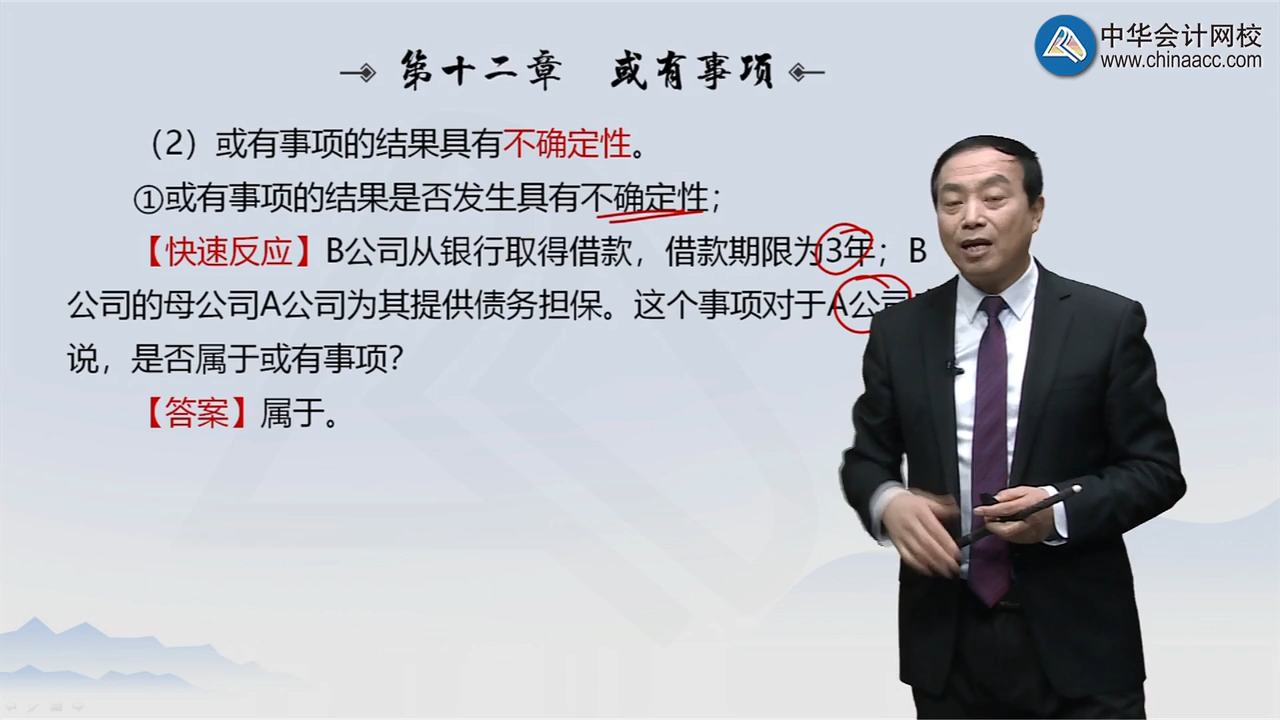 中华会计网校
www.chinaacc.com
第十二章 或有事项
（2）或有事项的结果具有不确定性。
①或有事项的结果是否发生具有不确定性；
【快速反应】B公司从银行取得借款，借款期限为3年；B
公司的母公司A公司为其提供债务担保。这个事项对于A公司
说，是否属于或有事项？
【答案】属于。